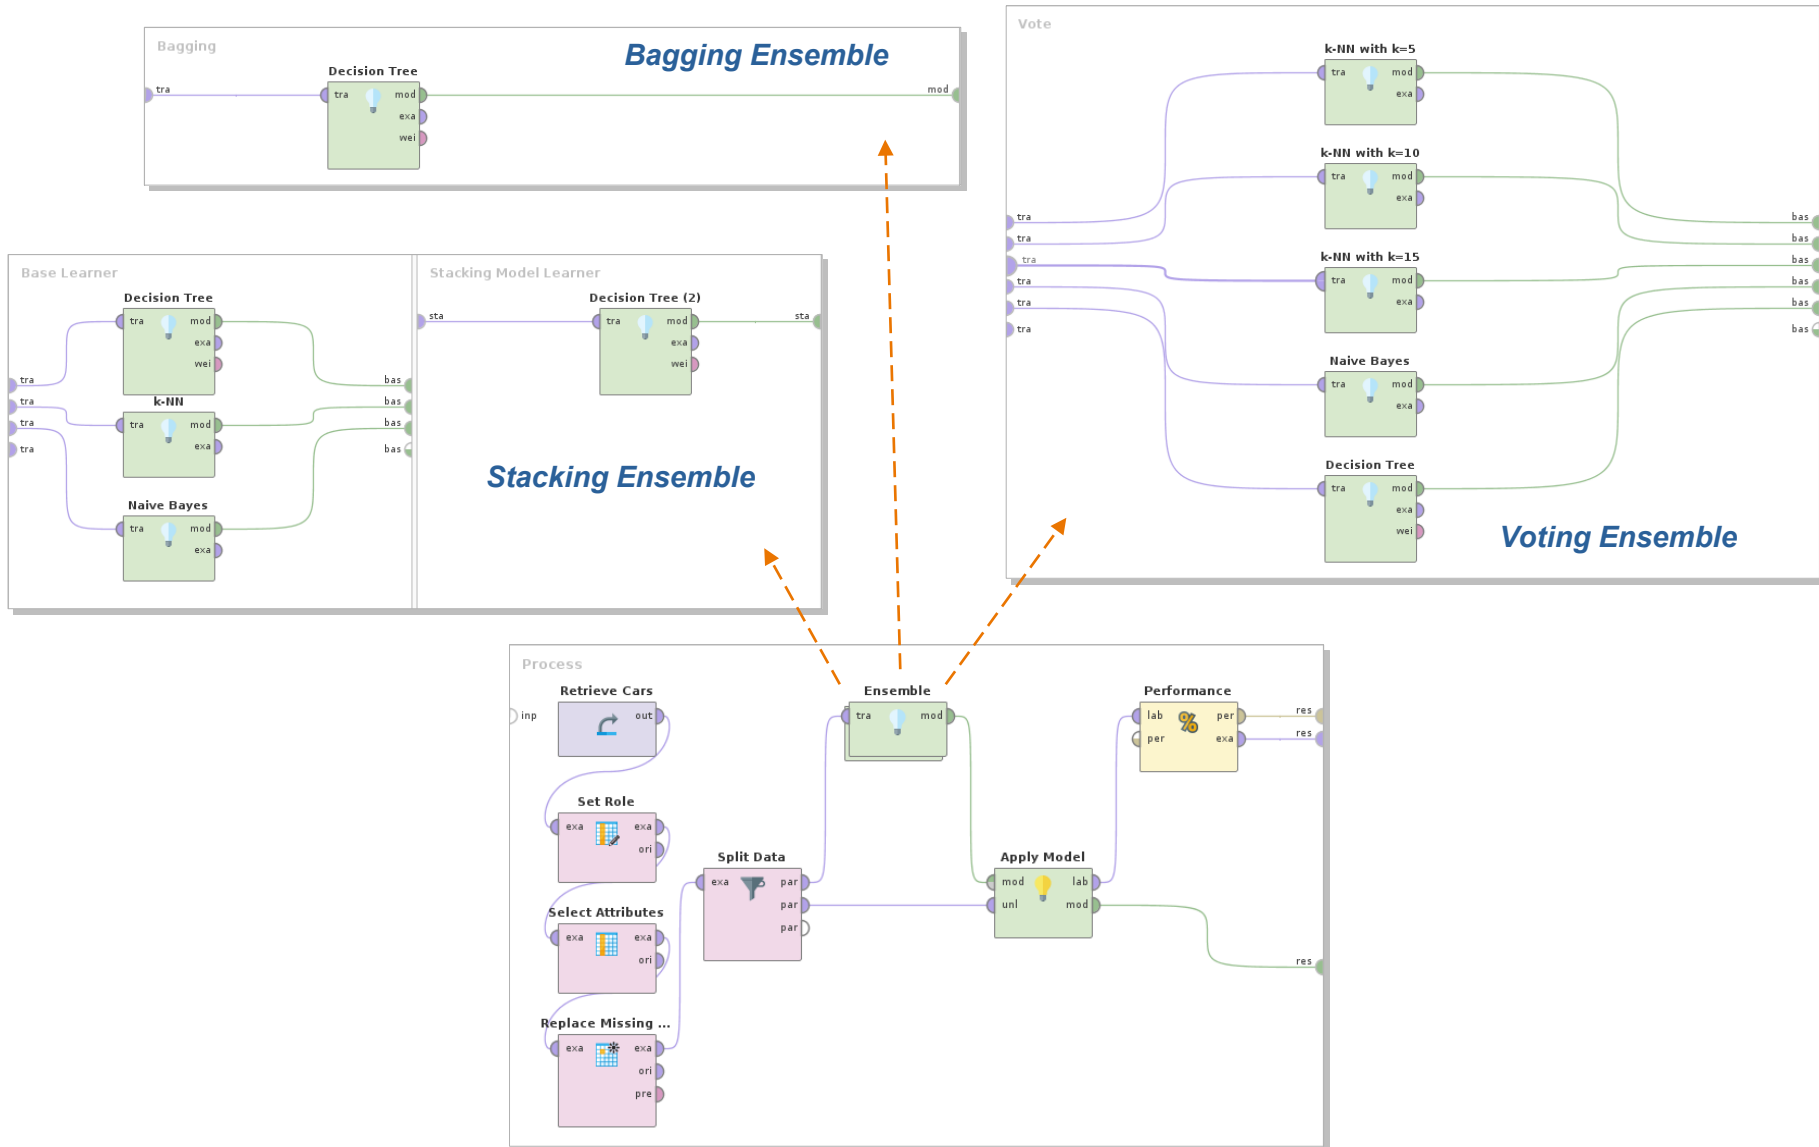 Bagging
Bagging Ensemble
Decision Tree
tra
tra
mod
mod
exa
wei
Vote
k-NN with k=5
tra
mod
exa
k-NN with k=10
tra
mod
exa
k-NN with k=15
tra
mod
exa
Naive Bayes
tra
mod
exa
Decision Tree
tra
mod
exa
wei
tra
tra
tra
tra
tra
tra
bas
bas
bas
bas
bas
bas
Voting Ensemble
Base Learner
Decision Tree
tra
mod
exa
wei
k-NN
tra
mod
exa
Naive Bayes
tra
mod
exa
tra
tra
tra
tra
bas
bas
bas
bas
Stacking Model Learner
Decision Tree (2)
sta
tra
mod
sta
exa
wei
Stacking Ensemble
Process
inp
Retrieve Cars
out
Set Role
exa
exa
ori
Select Attributes
exa
exa
ori
Replace Missing ...
exa
exa
ori
pre
Split Data
exa
par
par
par
Ensemble
tra
mod
Apply Model
mod
lab
unl
mod
Performance
lab
per
per
exa
res
res
res